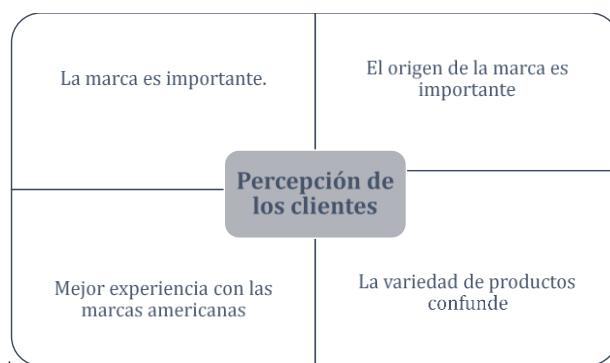 La marca es importante.
El origen de la marca es
importante
Percepción de
los clientes
Mejor experiencia con las
marcas americanas
La variedad de productos
confunde